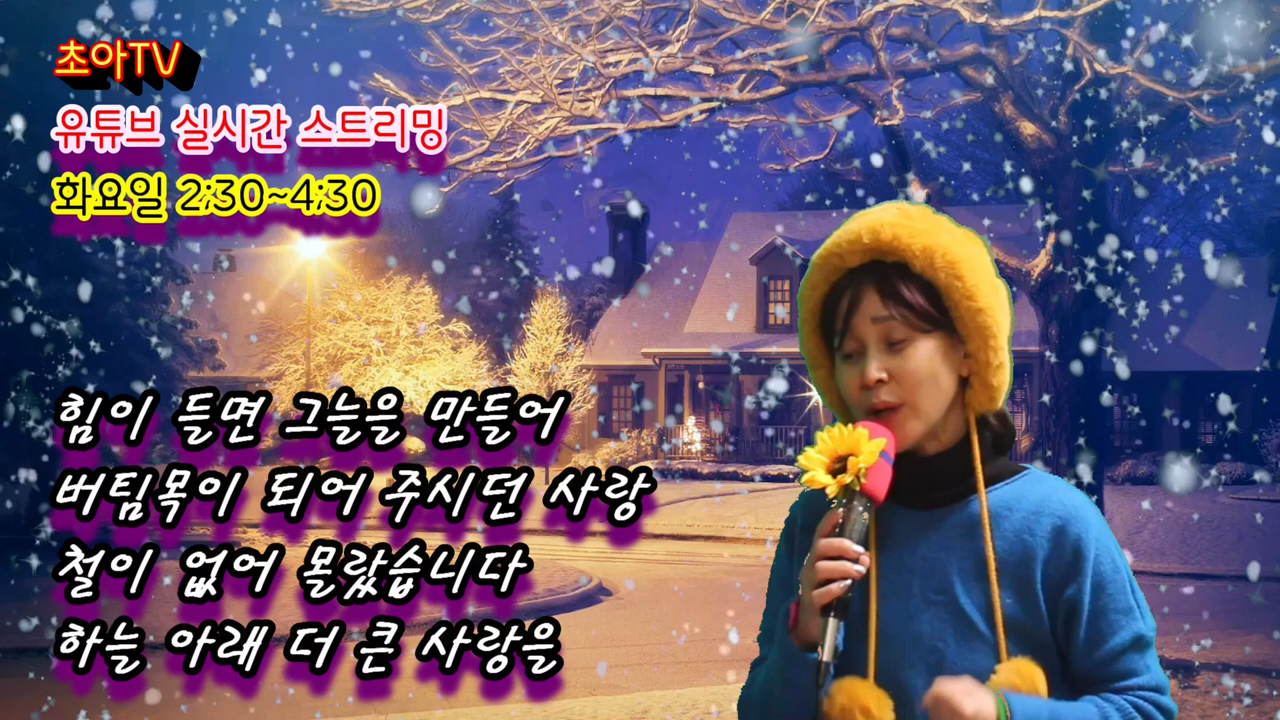 초아TV
유튜브 실시간 스트리밍
화요일 2;30~4;30
힘이 들면 그늘을 만들어
버팀목이 되어 주시던 사랑
철이 없어 몰랐습니다
하늘 아래 더 큰 사랑을